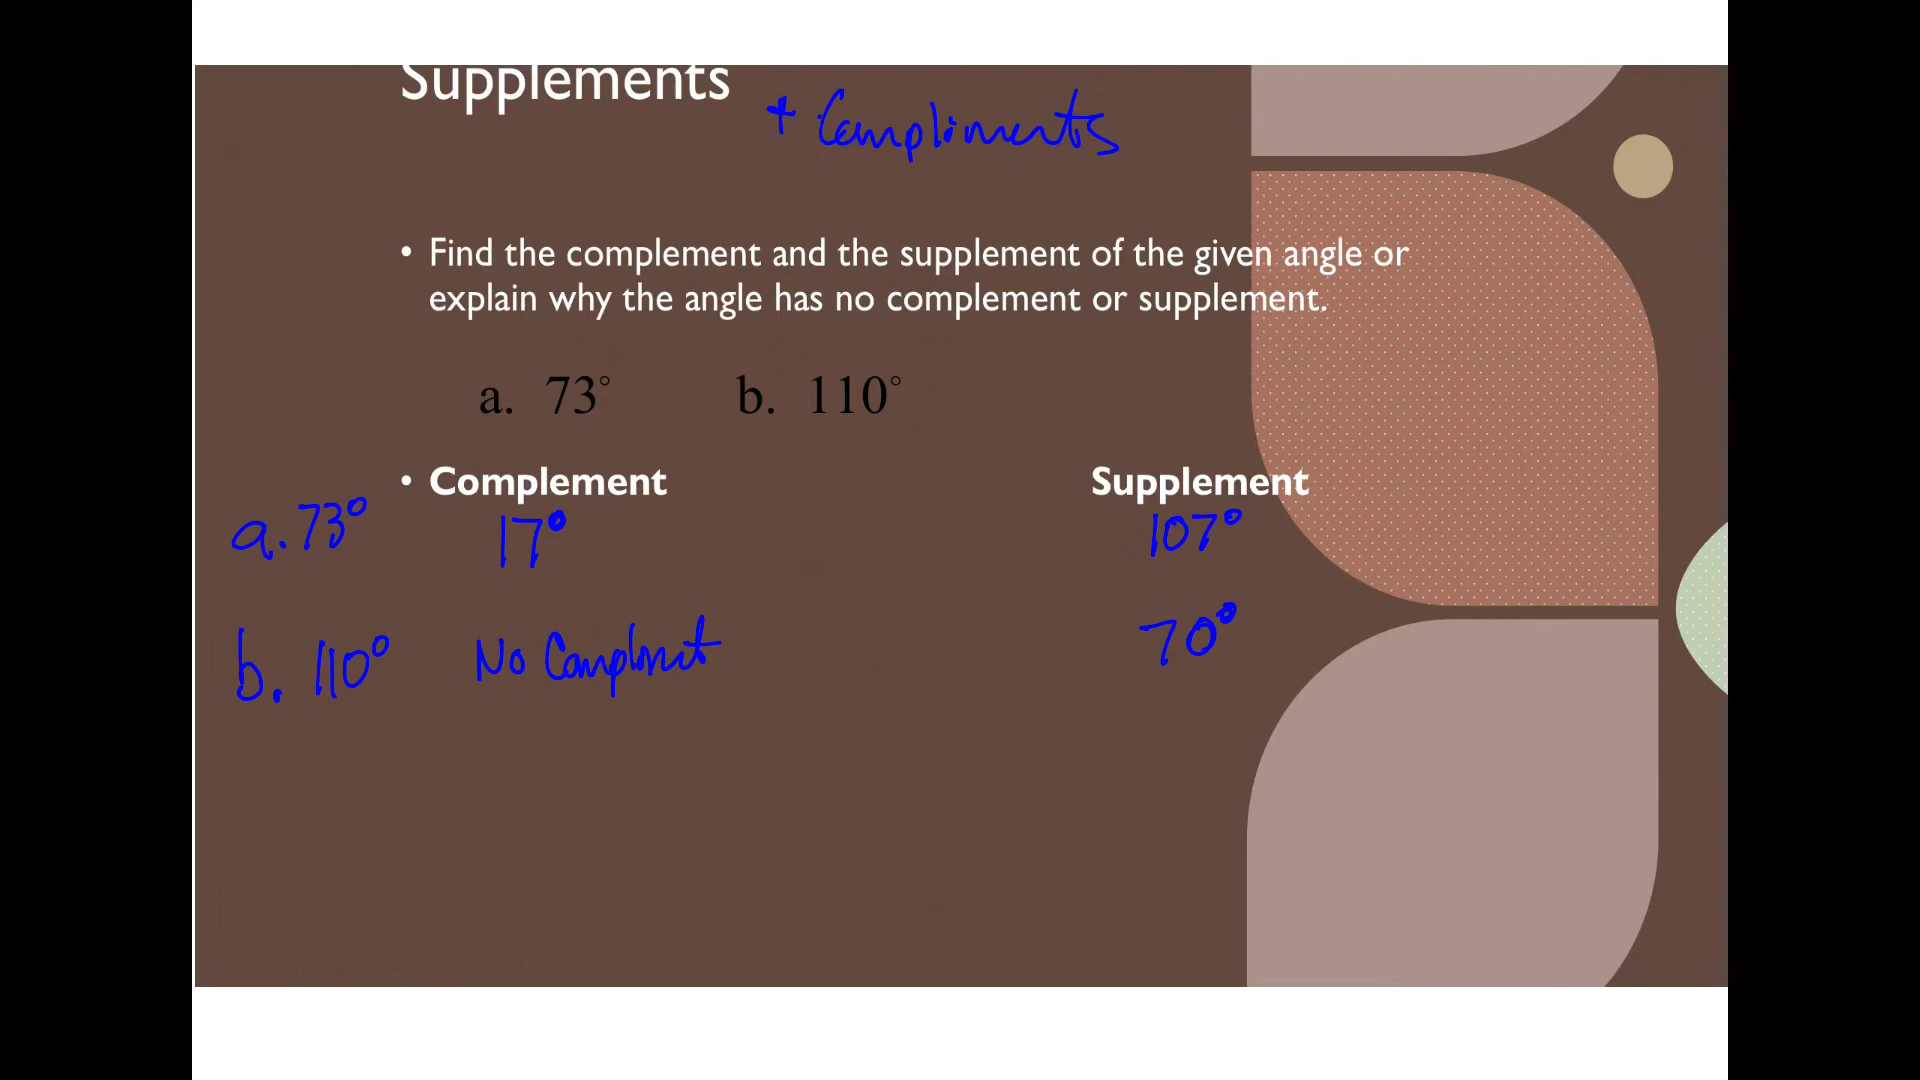 Supplements
+ Compliments
• Find the complement and the supplement of the given angle or
explain why the angle has no complement or supplement.
a. 73° b. 110°
• Complement Supplement
a. 73° 17° 107°
b. 110° No 70°